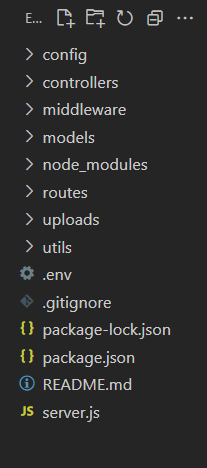 E...
config
controllers
middleware
models
node_modules
routes
uploads
utils
.env
.gitignore
{} package-lock.json
{} package.json
README.md
JS server.js